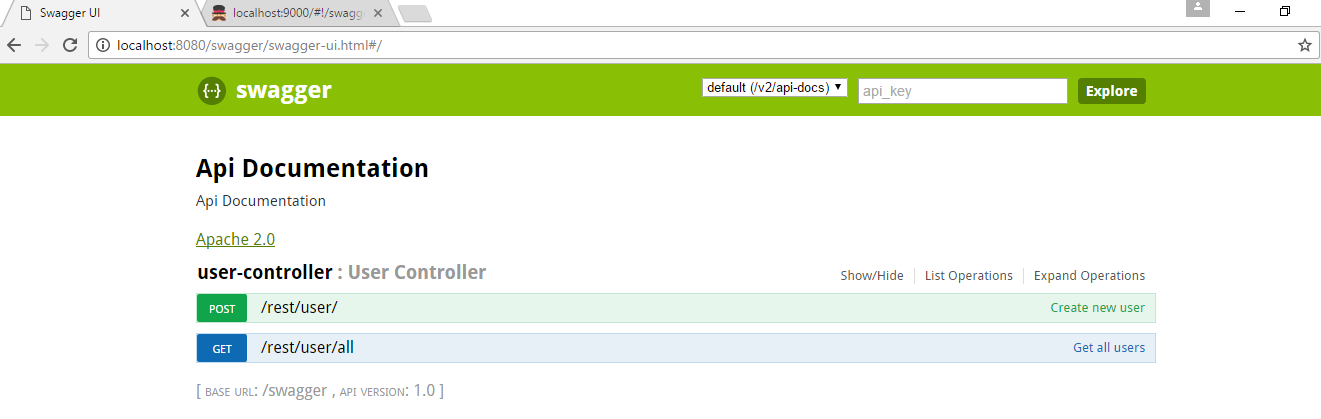 Swagger UI
localhost:9000/#!/swagg
localhost:8080/swagger/swagger-ui.html#/
{··} swagger
default (/v2/api-docs)
api_key
Explore
Api Documentation
Api Documentation
Apache 2.0
user-controller : User Controller
Show/Hide
List Operations
Expand Operations
POST /rest/user/ Create new user
GET /rest/user/all Get all users
[ BASE URL: /swagger , API VERSION: 1.0 ]